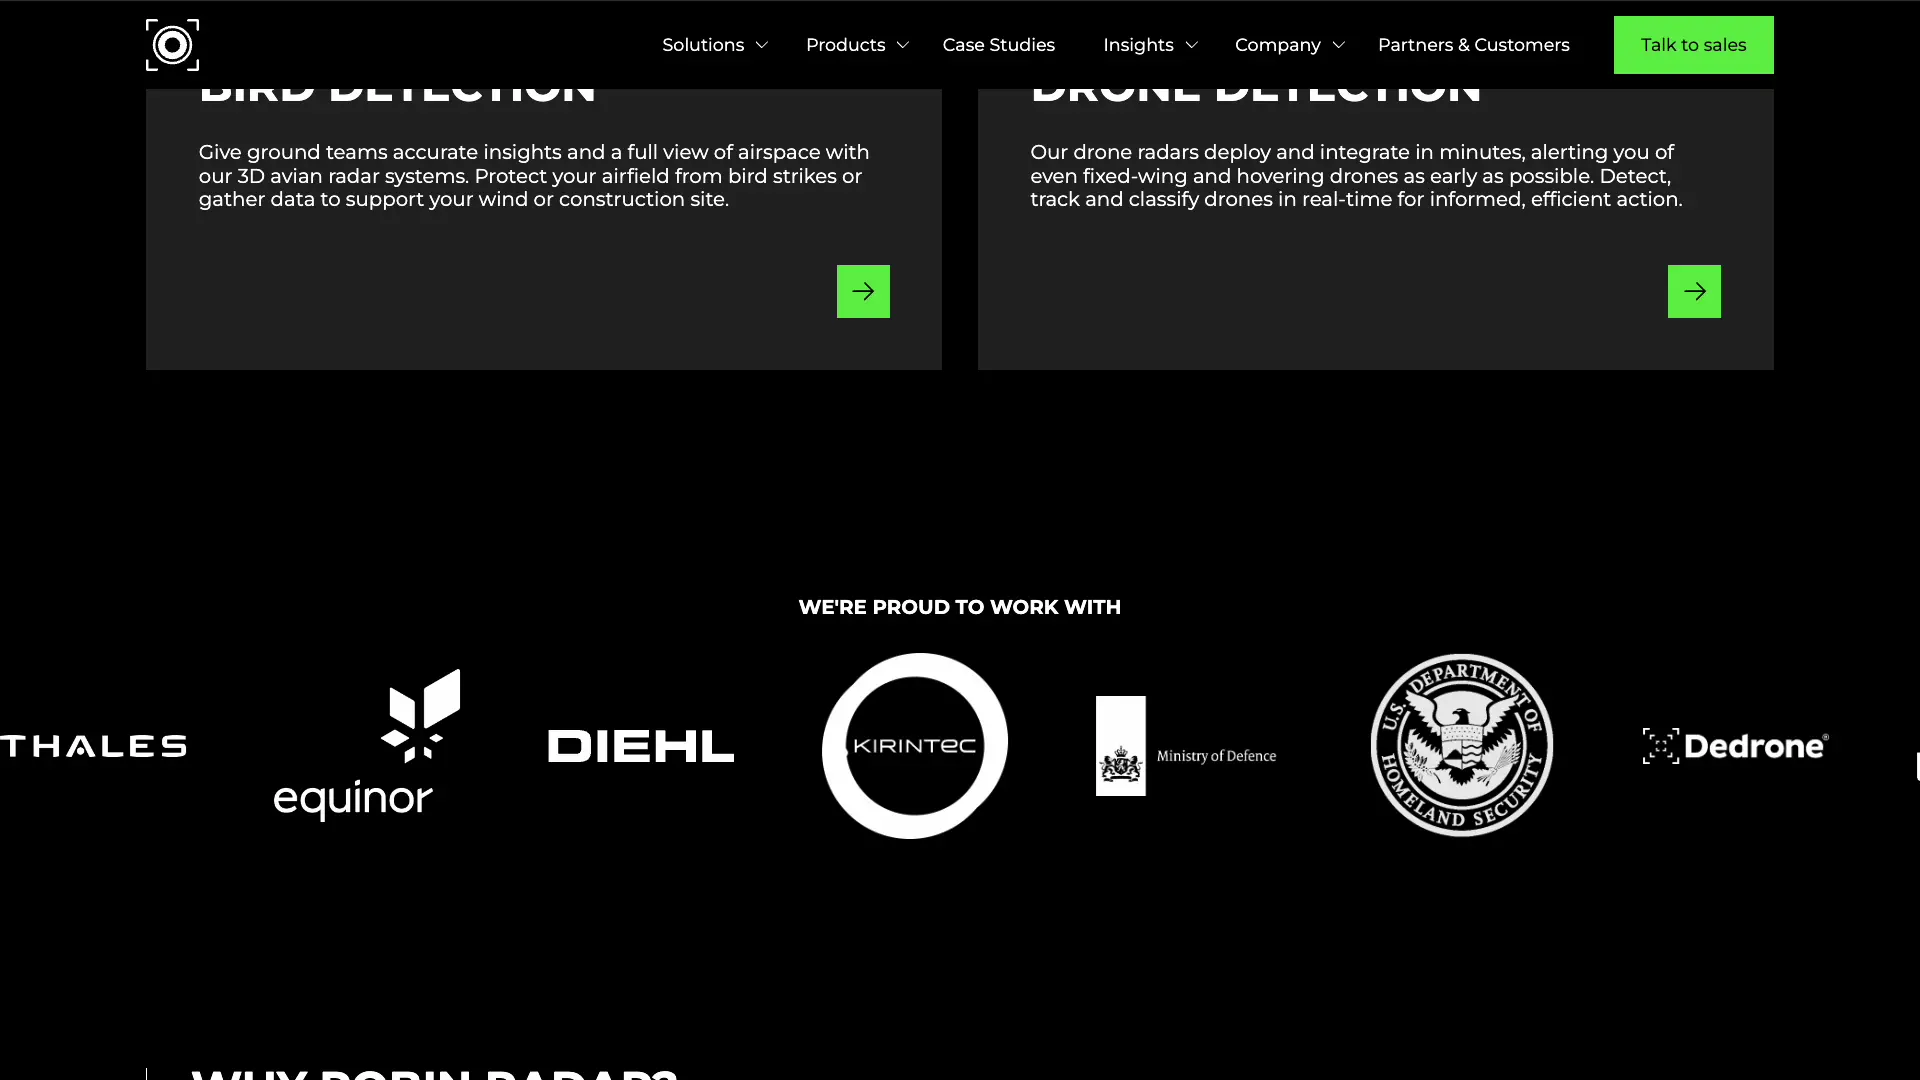 Solutions
Products
Case Studies
Insights
Company
Partners & Customers
Talk to sales
BIRD DETECTION
Give ground teams accurate insights and a full view of airspace with
our 3D avian radar systems. Protect your airfield from bird strikes or
gather data to support your wind or construction site.
DRONE DETECTION
Our drone radars deploy and integrate in minutes, alerting you of
even fixed-wing and hovering drones as early as possible. Detect,
track and classify drones in real-time for informed, efficient action.
WE'RE PROUD TO WORK WITH
THALES
equinor
DIEHL
KIRINTEC
Ministry of Defence
U.S. DEPARTMENT OF
HOMELAND SECURITY
Dedrone®
WHY ROBIN RADAR?